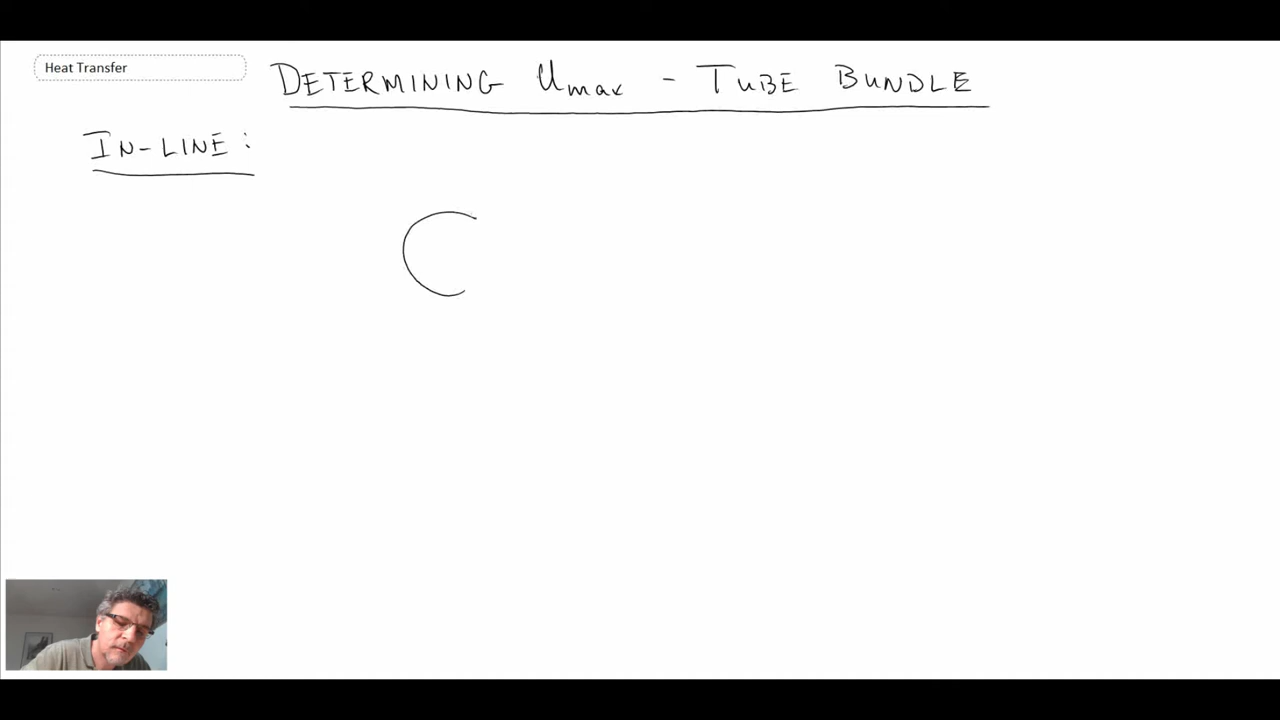 Heat Transfer
DETERMINING Umax - TUBE BUNDLE
IN-LINE: